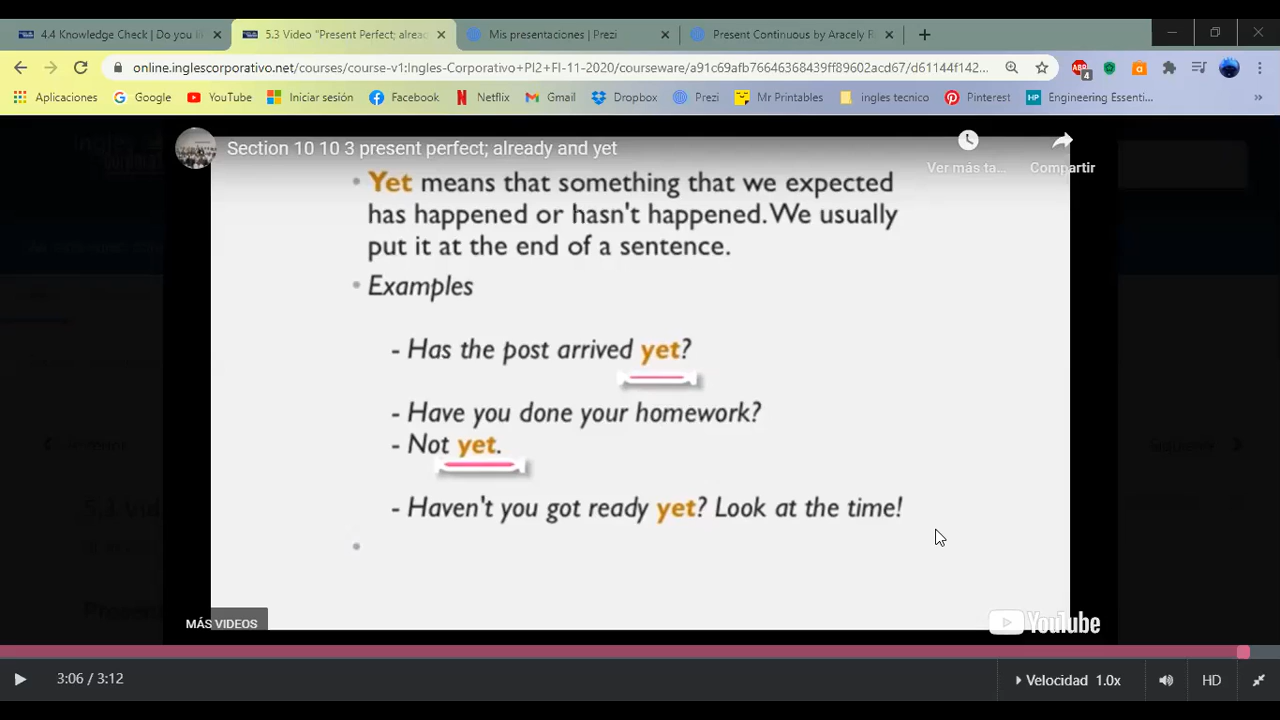 4.4 Knowledge Check | Do you li
5.3 Video "Present Perfect; alread
Mis presentaciones | Prezi
Present Continuous by Aracely R
online.inglescorporativo.net/courses/course-v1:Ingles-Corporativo+PI2+FI-11-2020/courseware/a91c69afb76646368439ff89602acd67/d61144f142...
ABP
4
Aplicaciones
Google
YouTube
Iniciar sesión
Facebook
Netflix
Gmail
Dropbox
Prezi
Mr Printables
ingles tecnico
Pinterest
HP
Engineering Essenti...
»
Section 10 10 3 present perfect; already and yet
Ver más ta...
Compartir
• Yet means that something that we expected
has happened or hasn't happened. We usually
put it at the end of a sentence.
• Examples
- Has the post arrived yet?
- Have you done your homework?
- Not yet.
- Haven't you got ready yet? Look at the time!
•
MÁS VIDEOS
YouTube
3:06 / 3:12
Velocidad 1.0x
HD